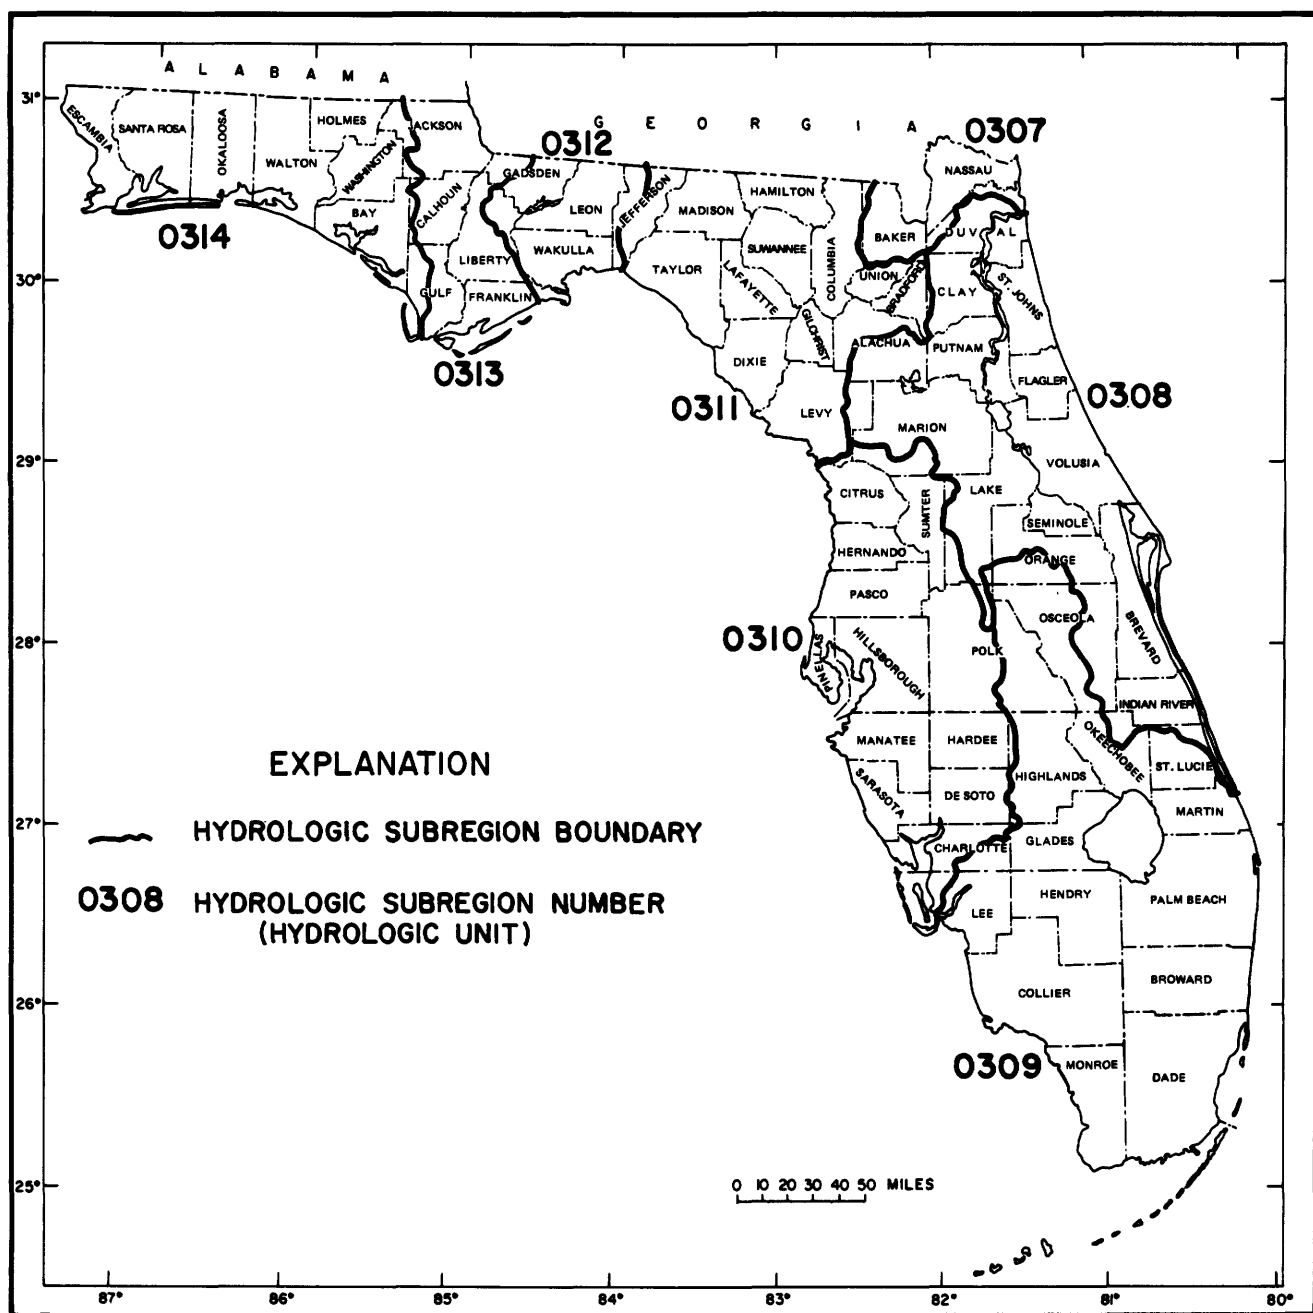 A L A B A M A
31°
ESCAMBIA
SANTA ROSA
OKALOOSA
WALTON
HOLMES
WASHINGTON
BAY
ACKSON
CALHOUN
GULF
LIBERTY
FRANKLIN
GADSDEN
LEON
WAKULLA
JEFFERSON
0312
G E O R G I A
0307
NASSAU
MADISON
HAMILTON
TAYLOR
SUWANNEE
LAFAYETTE
COLUMBIA
BAKER
DUVAL
UNION
BRADFORD
CLAY
ST. JOHNS
0314
30°
0313
DIXIE
GILCHRIST
ALACHUA
PUTNAM
FLAGLER
0311
LEVY
MARION
0308
VOLUSIA
29°
CITRUS
SUMTER
LAKE
SEMINOLE
HERNANDO
ORANGE
PASCO
OSCEOLA
BREVARD
28°
0310
PINELLAS
HILLSBOROUGH
POLK
INDIAN RIVER
MANATEE
HARDEE
OKEECHOBEE
ST. LUCIE
SARASOTA
DE SOTO
HIGHLANDS
MARTIN
EXPLANATION
27°
HYDROLOGIC SUBREGION BOUNDARY
CHARLOTTE
GLADES
0308 HYDROLOGIC SUBREGION NUMBER
(HYDROLOGIC UNIT)
LEE
HENDRY
PALM BEACH
26°
COLLIER
BROWARD
0309
MONROE
DADE
25°
0 10 20 30 40 50 MILES
87° 86° 85° 84° 83° 82° 81° 80°